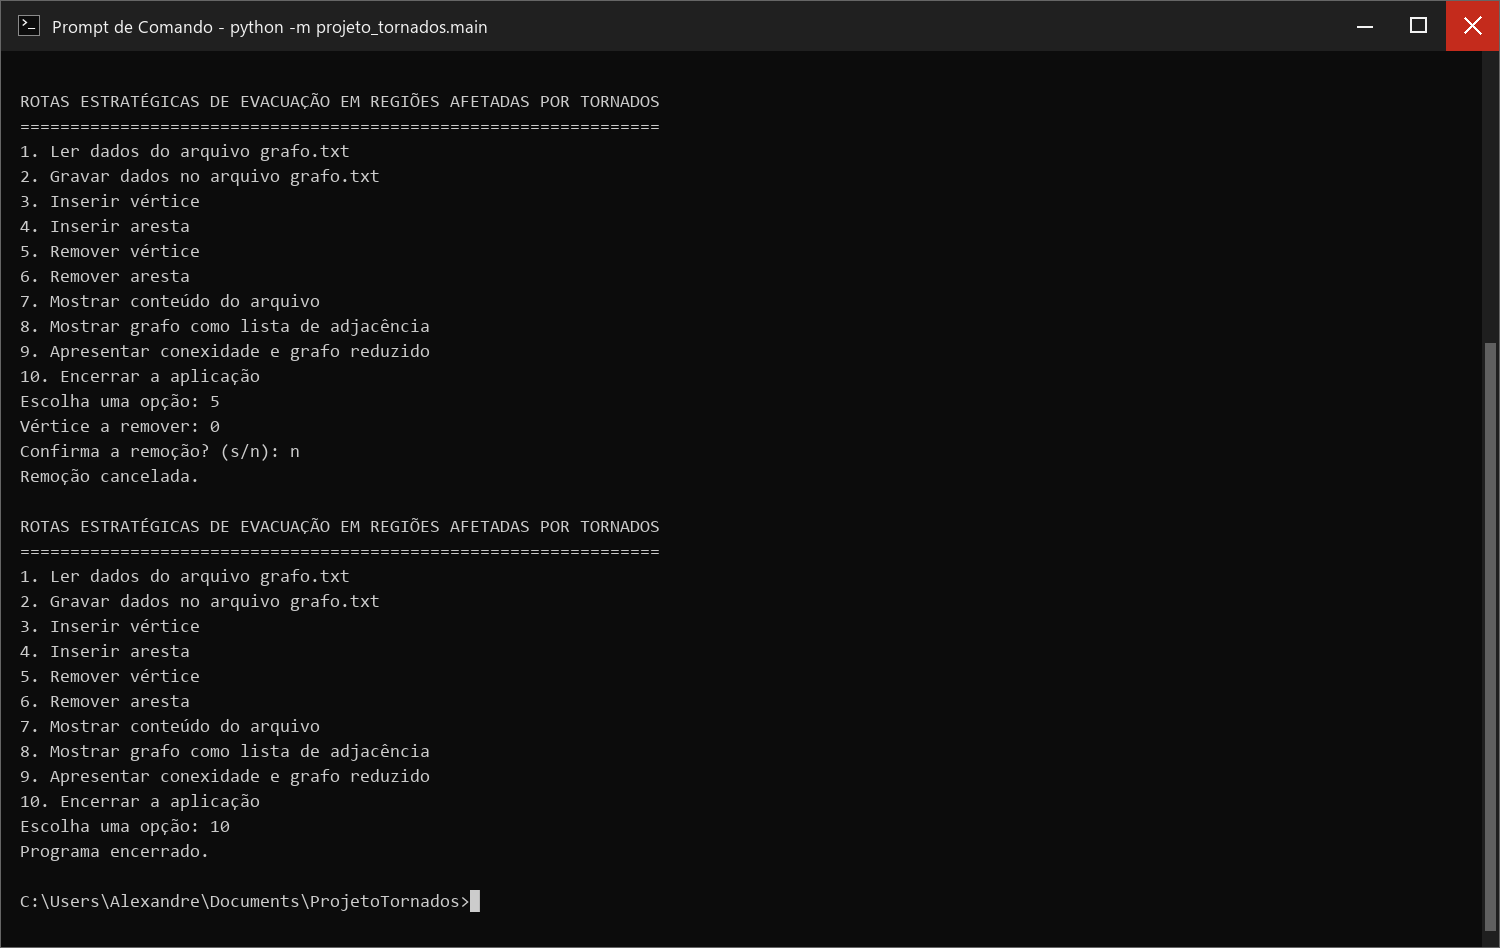 Prompt de Comando - python -m projeto_tornados.main
ROTAS ESTRATÉGICAS DE EVACUAÇÃO EM REGIÕES AFETADAS POR TORNADOS
================================================================
1. Ler dados do arquivo grafo.txt
2. Gravar dados no arquivo grafo.txt
3. Inserir vértice
4. Inserir aresta
5. Remover vértice
6. Remover aresta
7. Mostrar conteúdo do arquivo
8. Mostrar grafo como lista de adjacência
9. Apresentar conexidade e grafo reduzido
10. Encerrar a aplicação
Escolha uma opção: 5
Vértice a remover: 0
Confirma a remoção? (s/n): n
Remoção cancelada.
ROTAS ESTRATÉGICAS DE EVACUAÇÃO EM REGIÕES AFETADAS POR TORNADOS
================================================================
1. Ler dados do arquivo grafo.txt
2. Gravar dados no arquivo grafo.txt
3. Inserir vértice
4. Inserir aresta
5. Remover vértice
6. Remover aresta
7. Mostrar conteúdo do arquivo
8. Mostrar grafo como lista de adjacência
9. Apresentar conexidade e grafo reduzido
10. Encerrar a aplicação
Escolha uma opção: 10
Programa encerrado.
C:\Users\Alexandre\Documents\ProjetoTornados>